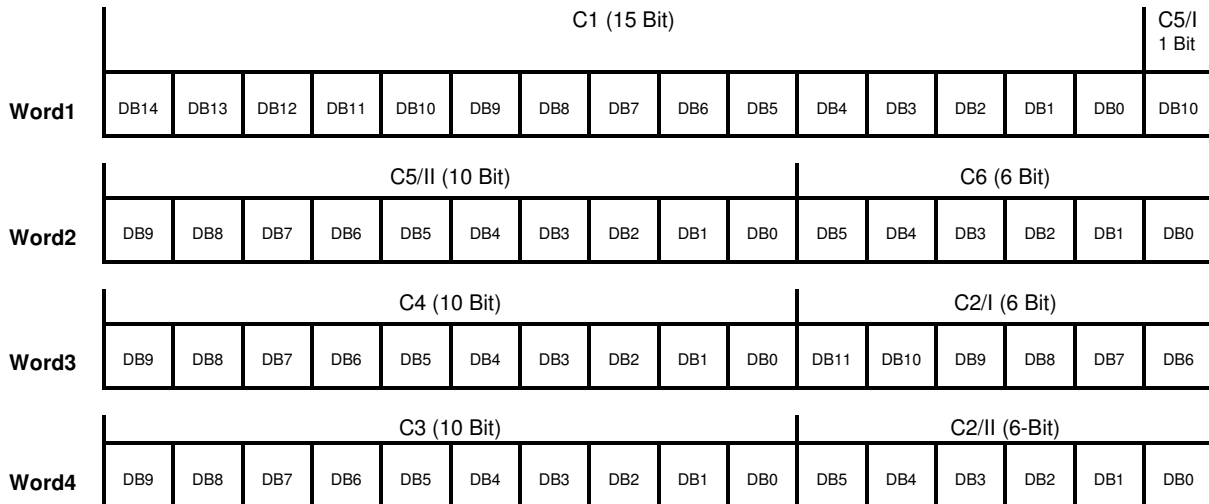 C1 (15 Bit) C5/I
1 Bit
Word1 DB14 DB13 DB12 DB11 DB10 DB9 DB8 DB7 DB6 DB5 DB4 DB3 DB2 DB1 DB0 DB10
C5/II (10 Bit) C6 (6 Bit)
Word2 DB9 DB8 DB7 DB6 DB5 DB4 DB3 DB2 DB1 DB0 DB5 DB4 DB3 DB2 DB1 DB0
C4 (10 Bit) C2/I (6 Bit)
Word3 DB9 DB8 DB7 DB6 DB5 DB4 DB3 DB2 DB1 DB0 DB11 DB10 DB9 DB8 DB7 DB6
C3 (10 Bit) C2/II (6-Bit)
Word4 DB9 DB8 DB7 DB6 DB5 DB4 DB3 DB2 DB1 DB0 DB5 DB4 DB3 DB2 DB1 DB0